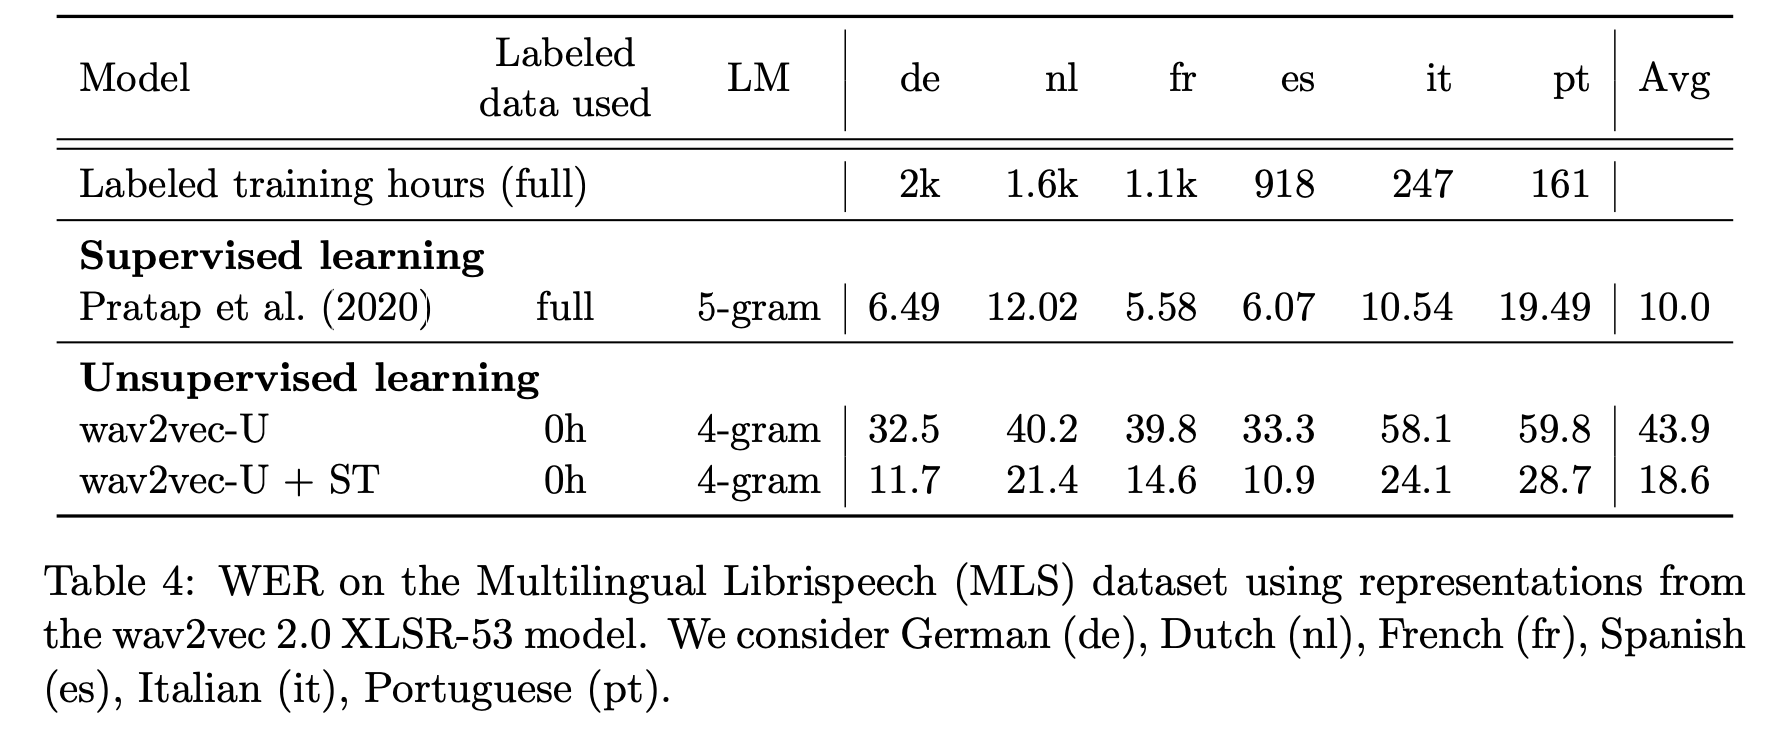 Model Labeled data used LM de nl fr es it pt Avg
Labeled training hours (full) 2k 1.6k 1.1k 918 247 161
Supervised learning
Pratap et al. (2020) full 5-gram 6.49 12.02 5.58 6.07 10.54 19.49 10.0
Unsupervised learning
wav2vec-U 0h 4-gram 32.5 40.2 39.8 33.3 58.1 59.8 43.9
wav2vec-U + ST 0h 4-gram 11.7 21.4 14.6 10.9 24.1 28.7 18.6
Table 4: WER on the Multilingual Librispeech (MLS) dataset using representations from
the wav2vec 2.0 XLSR-53 model. We consider German (de), Dutch (nl), French (fr), Spanish
(es), Italian (it), Portuguese (pt).